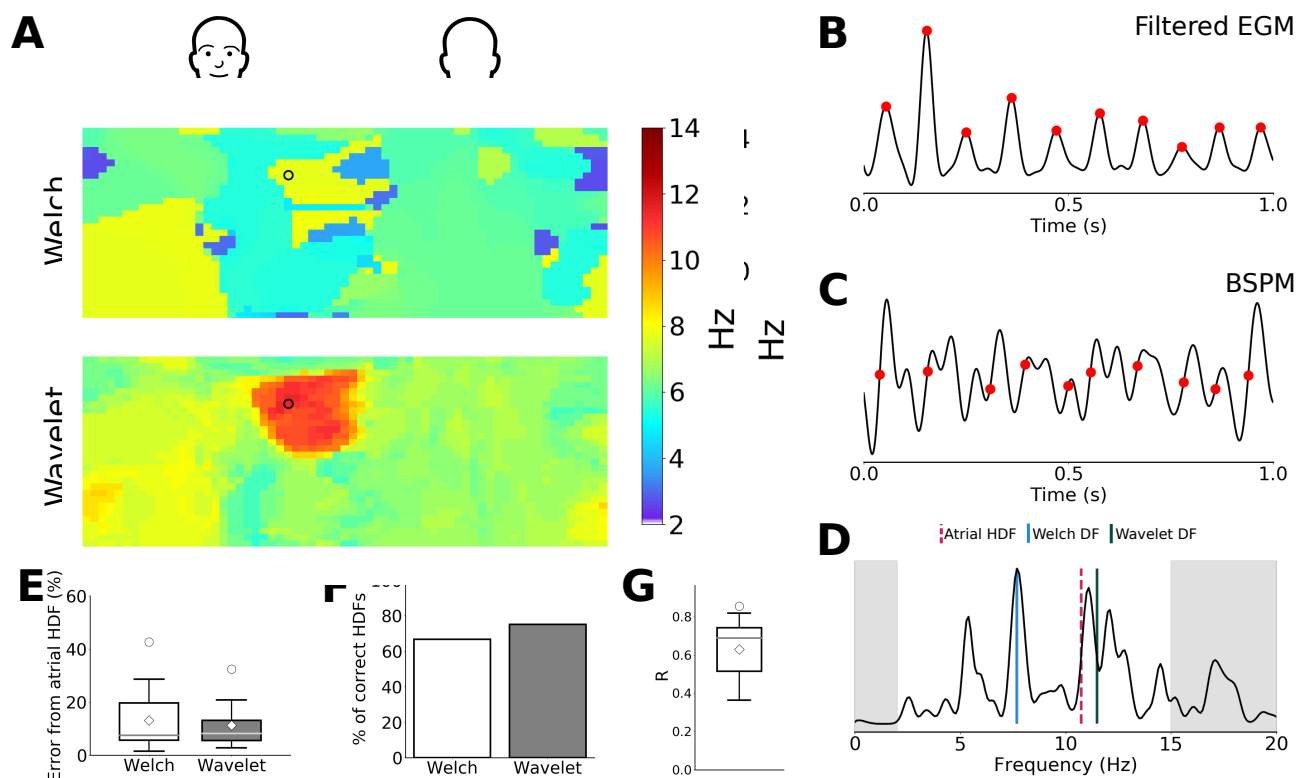 A
Welch
Wavelet
14
12
10
8
6
4
2
Hz
Hz
B
Filtered EGM
0.0 0.5 1.0
Time (s)
C
BSPM
0.0 0.5 1.0
Time (s)
D
Atrial HDF Welch DF Wavelet DF
0 5 10 15 20
Frequency (Hz)
E
Error from atrial HDF (%)
60
40
20
0
Welch Wavelet
% of correct HDFs
80
60
40
20
0
Welch Wavelet
G
R
0.8
0.6
0.4
0.2
0.0